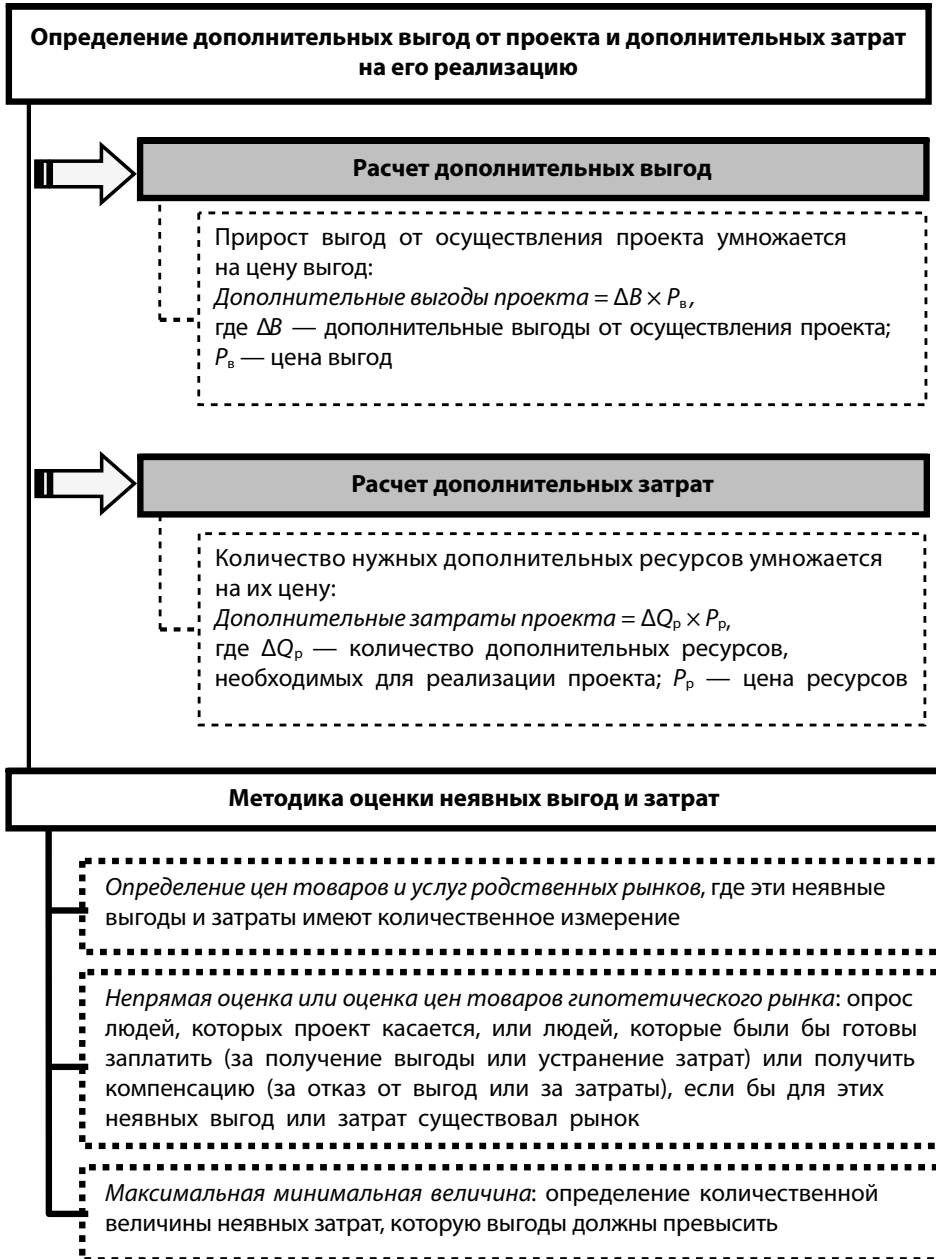 Определение дополнительных выгод от проекта и дополнительных затрат
на его реализацию
Расчет дополнительных выгод
Прирост выгод от осуществления проекта умножается
на цену выгод:
Дополнительные выгоды проекта = ΔB × Pв,
где ΔB — дополнительные выгоды от осуществления проекта;
Pв — цена выгод
Расчет дополнительных затрат
Количество нужных дополнительных ресурсов умножается
на их цену:
Дополнительные затраты проекта = ΔQр × Pр,
где ΔQр — количество дополнительных ресурсов,
необходимых для реализации проекта; Pр — цена ресурсов
Методика оценки неявных выгод и затрат
Определение цен товаров и услуг родственных рынков, где эти неявные
выгоды и затраты имеют количественное измерение
Непрямая оценка или оценка цен товаров гипотетического рынка: опрос
людей, которых проект касается, или людей, которые были бы готовы
заплатить (за получение выгоды или устранение затрат) или получить
компенсацию (за отказ от выгод или за затраты), если бы для этих
неявных выгод или затрат существовал рынок
Максимальная минимальная величина: определение количественной
величины неявных затрат, которую выгоды должны превысить